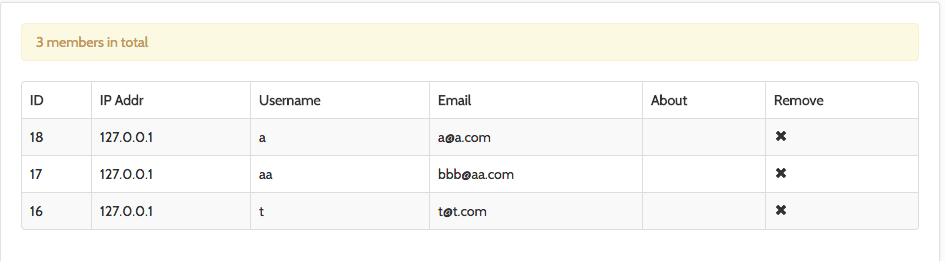 3 members in total
ID IP Addr Username Email About Remove
18 127.0.0.1 a a@a.com ✖
17 127.0.0.1 aa bbb@aa.com ✖
16 127.0.0.1 t t@t.com ✖